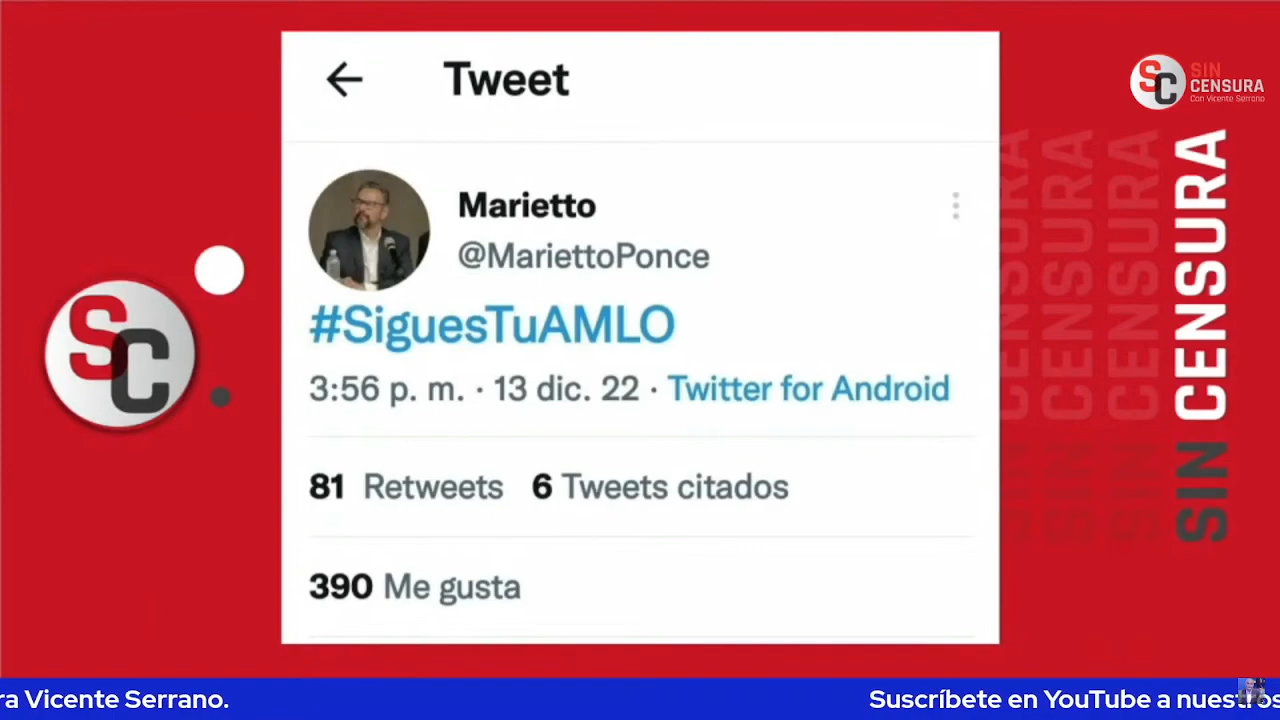 Tweet
SC
SIN
CENSURA
Con Vicente Serrano
Marietto
@MariettoPonce
#SiguesTuAMLO
3:56 p. m. · 13 dic. 22 · Twitter for Android
81 Retweets 6 Tweets citados
390 Me gusta
SC
SIN CENSURA
ra Vicente Serrano.
Suscríbete en YouTube a nuestros